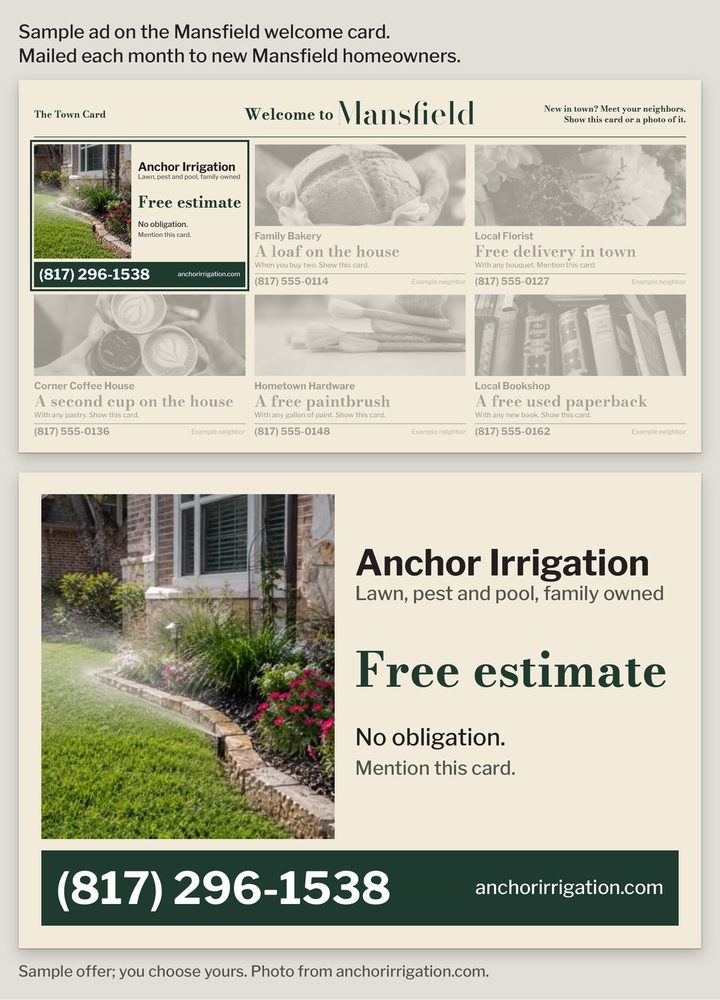 Sample ad on the Mansfield welcome card.
Mailed each month to new Mansfield homeowners.
The Town Card
Welcome to Mansfield
New in town? Meet your neighbors.
Show this card or a photo of it.
Anchor Irrigation
Lawn, pest and pool, family owned
Free estimate
No obligation.
Mention this card.
(817) 296-1538
anchorirrigation.com
Family Bakery
A loaf on the house
When you buy two. Show this card.
(817) 555-0114
Example neighbor
Local Florist
Free delivery in town
With any bouquet. Mention this card.
(817) 555-0127
Example neighbor
Corner Coffee House
A second cup on the house
With any pastry. Show this card.
(817) 555-0136
Example neighbor
Hometown Hardware
A free paintbrush
With any gallon of paint. Show this card.
(817) 555-0148
Example neighbor
Local Bookshop
A free used paperback
With any new book. Show this card.
(817) 555-0162
Example neighbor
Anchor Irrigation
Lawn, pest and pool, family owned
Free estimate
No obligation.
Mention this card.
(817) 296-1538
anchorirrigation.com
Sample offer; you choose yours. Photo from anchorirrigation.com.